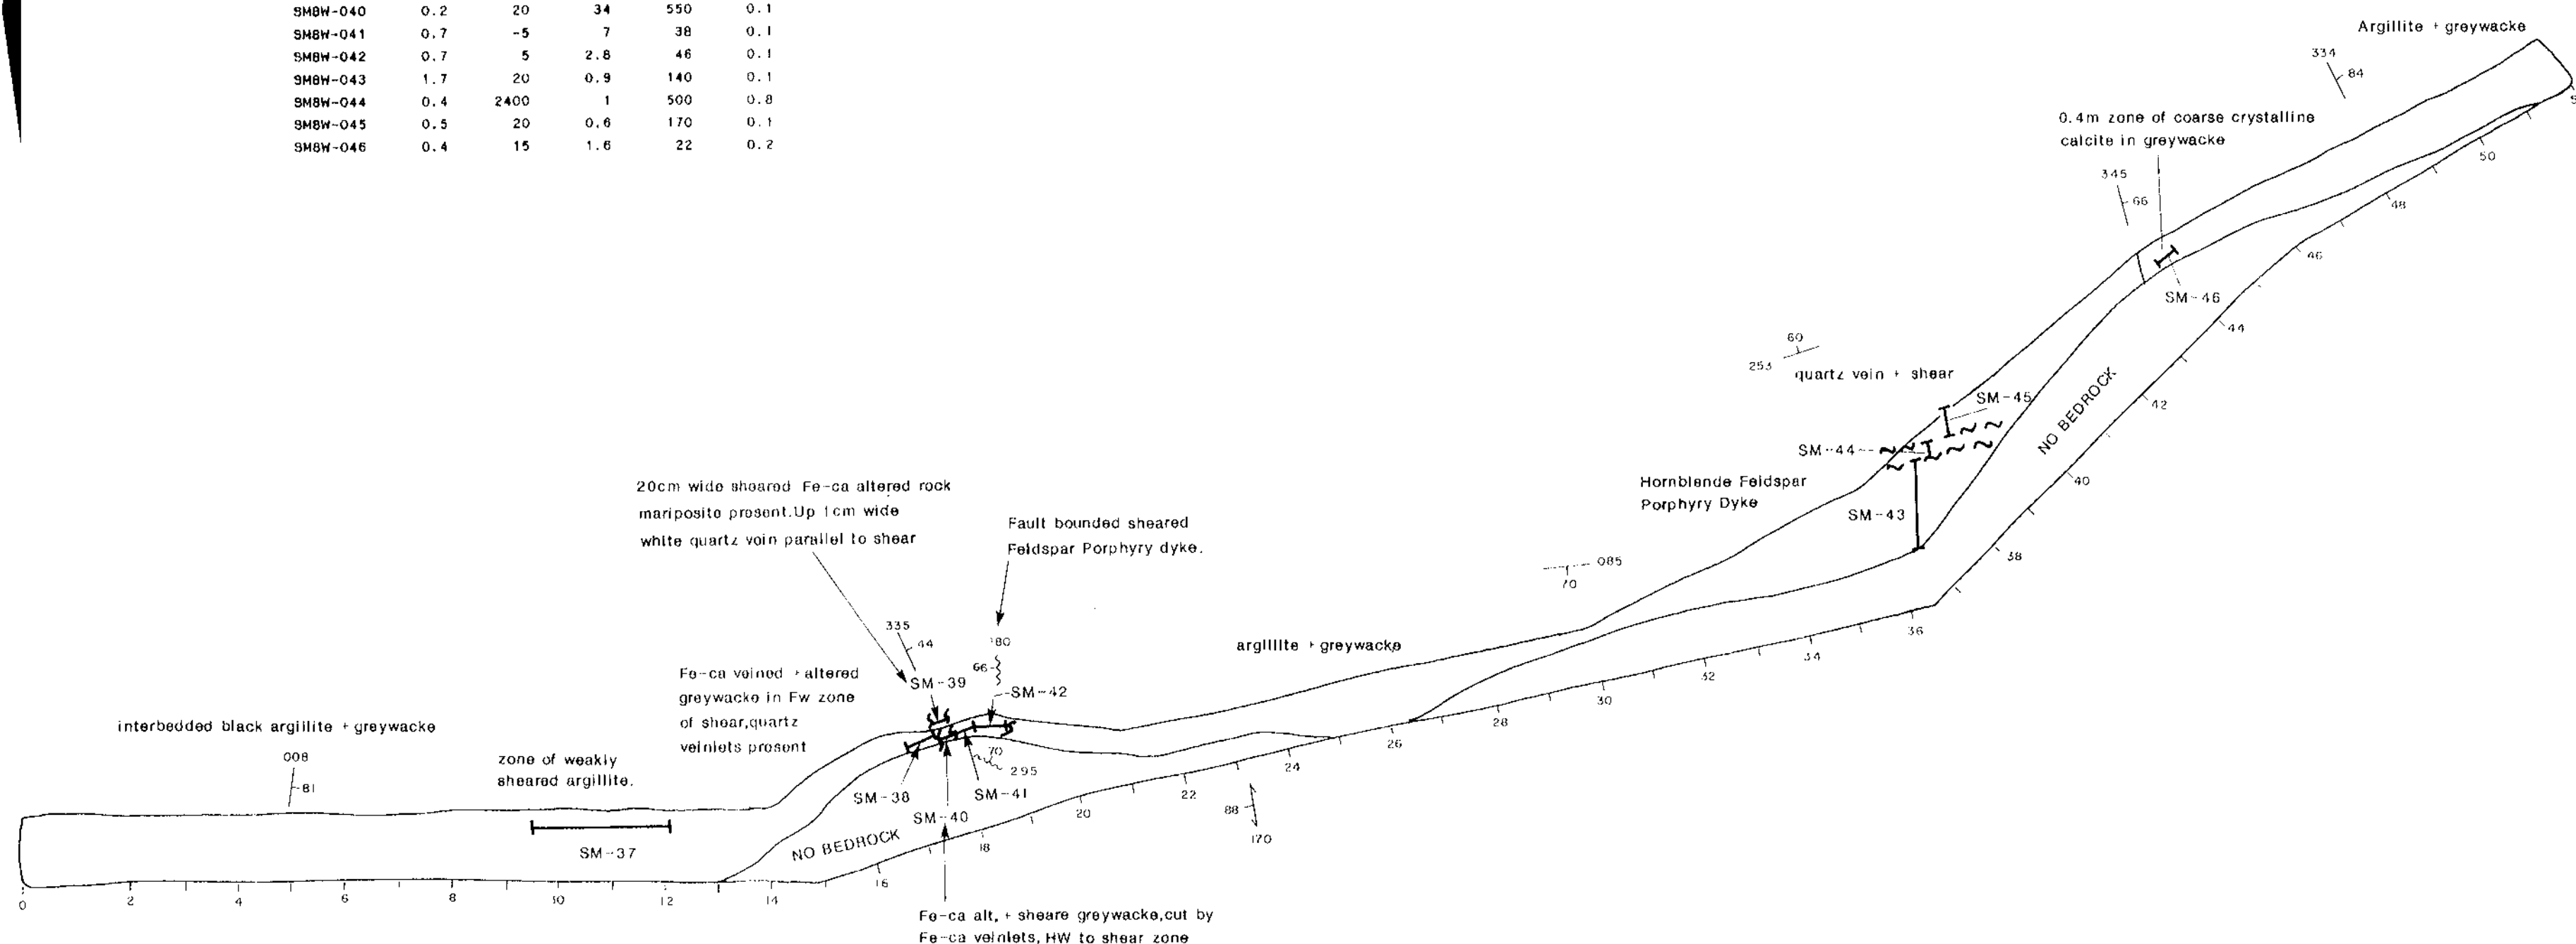 SM8W-040 0.2 20 34 550 0.1
SM8W-041 0.7 -5 7 38 0.1
SM8W-042 0.7 5 2.8 46 0.1
SM8W-043 1.7 20 0.9 140 0.1
SM8W-044 0.4 2400 1 500 0.8
SM8W-045 0.5 20 0.6 170 0.1
SM8W-046 0.4 15 1.6 22 0.2
Argillite + greywacke
334
84
0.4m zone of coarse crystalline
calcite in greywacke
345
66
SM-46
50
48
46
44
42
40
38
NO BEDROCK
60
253
quartz vein + shear
SM-45
SM-44
Hornblende Feldspar
Porphyry Dyke
SM-43
085
70
36
34
32
30
28
26
24
22
20
18
16
argillite + greywacke
20cm wide sheared Fe-ca altered rock
mariposite present.Up 1cm wide
white quartz vein parallel to shear
Fault bounded sheared
Feldspar Porphyry dyke.
335
44
180
66
SM-39
SM-42
Fe-ca veined + altered
greywacke in Fw zone
of shear,quartz
veinlets present
70
295
SM-38
SM-41
SM-40
88
170
interbedded black argillite + greywacke
008
81
zone of weakly
sheared argillite.
SM-37
NO BEDROCK
0 2 4 6 8 10 12 14
Fe-ca alt, + sheare greywacke,cut by
Fe-ca veinlets, HW to shear zone